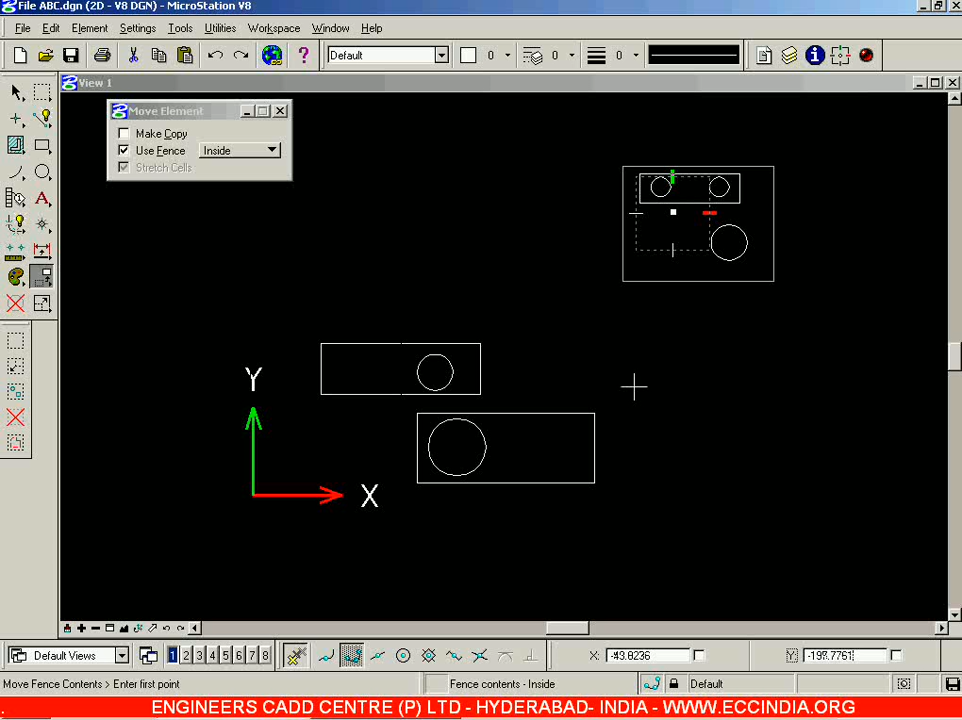 File ABC.dgn (2D - V8 DGN) - MicroStation V8
File Edit Element Settings Tools Utilities Workspace Window Help
Default 0 0 0
View 1
Move Element
Make Copy
Use Fence Inside
Stretch Cells
Y
X
Default Views 1 2 3 4 5 6 7 8 X: -43.8236 Y: -198.7761
Move Fence Contents > Enter first point Fence contents - Inside Default
ENGINEERS CADD CENTRE (P) LTD - HYDERABAD- INDIA - WWW.ECCINDIA.ORG